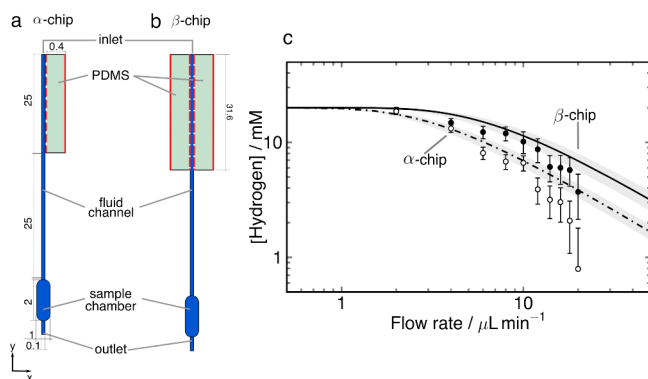 a α-chip
b β-chip
c
inlet
0.4
PDMS
25
31.6
25
fluid
channel
2
sample
chamber
1
0.1
outlet
y
x
[Hydrogen] / mM
10
1
β-chip
α-chip
1
10
Flow rate / μL min⁻¹